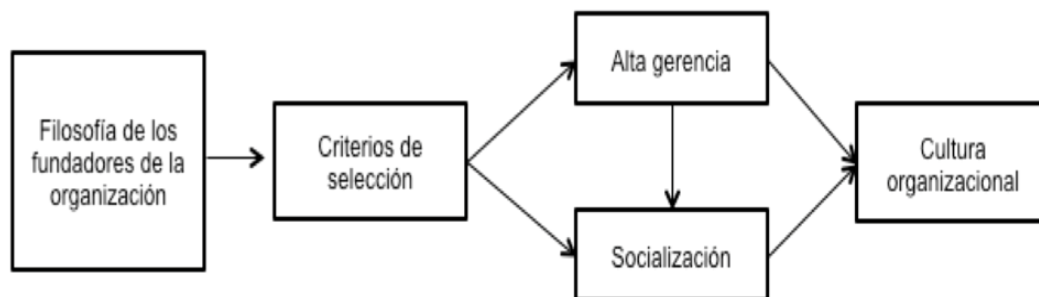 Filosofía de los
fundadores de la
organización
Criterios de
selección
Alta gerencia
Socialización
Cultura
organizacional